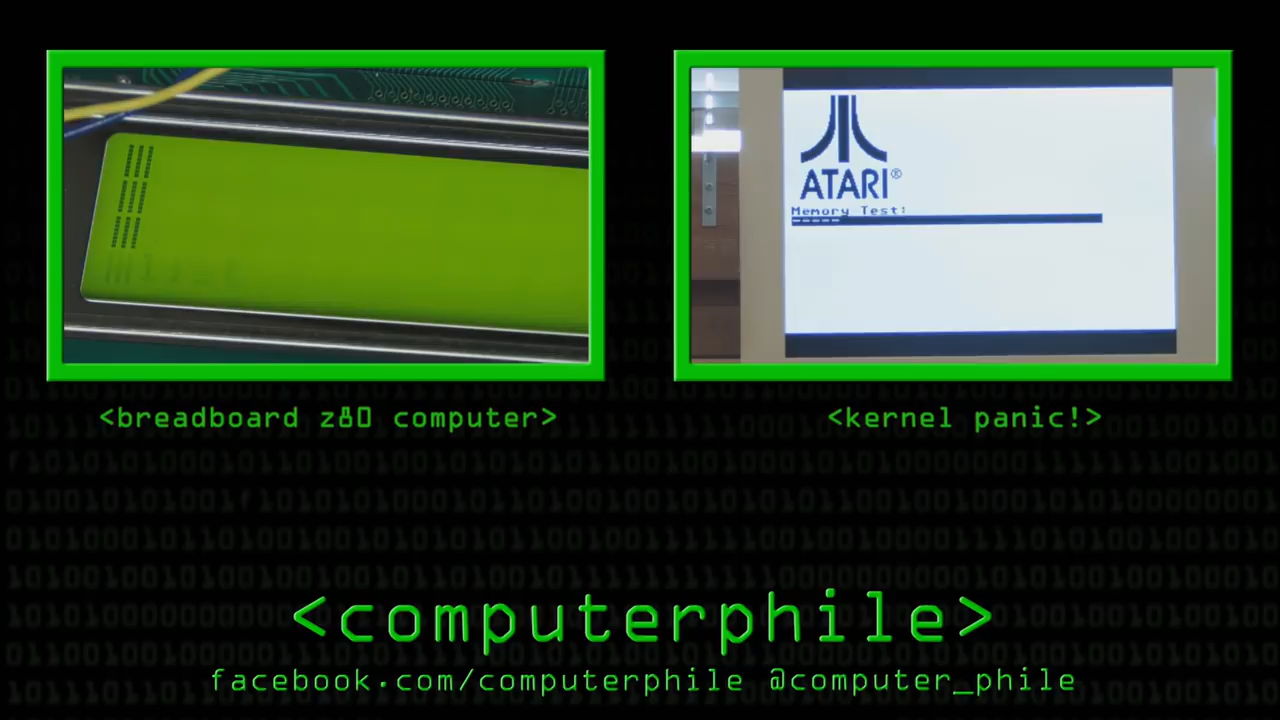 ATARI®
Memory Test:
<breadboard z80 computer>
<kernel panic!>
<computerphile>
facebook.com/computerphile @computer_phile